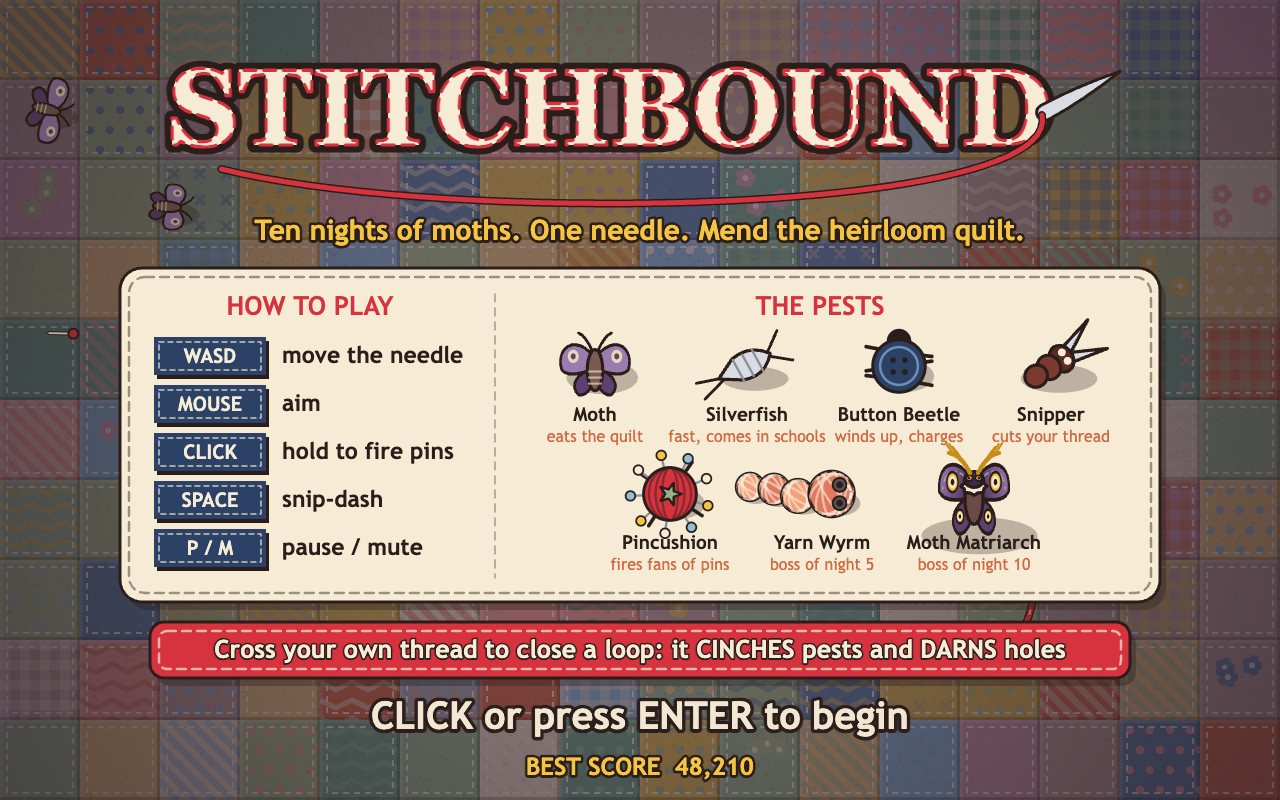 STITCHBOUND
Ten nights of moths. One needle. Mend the heirloom quilt.
HOW TO PLAY
WASD move the needle
MOUSE aim
CLICK hold to fire pins
SPACE snip-dash
P / M pause / mute
THE PESTS
Moth Silverfish Button Beetle Snipper
eats the quilt fast, comes in schools winds up, charges cuts your thread
Pincushion Yarn Wyrm Moth Matriarch
fires fans of pins boss of night 5 boss of night 10
Cross your own thread to close a loop: it CINCHES pests and DARNS holes
CLICK or press ENTER to begin
BEST SCORE 48,210